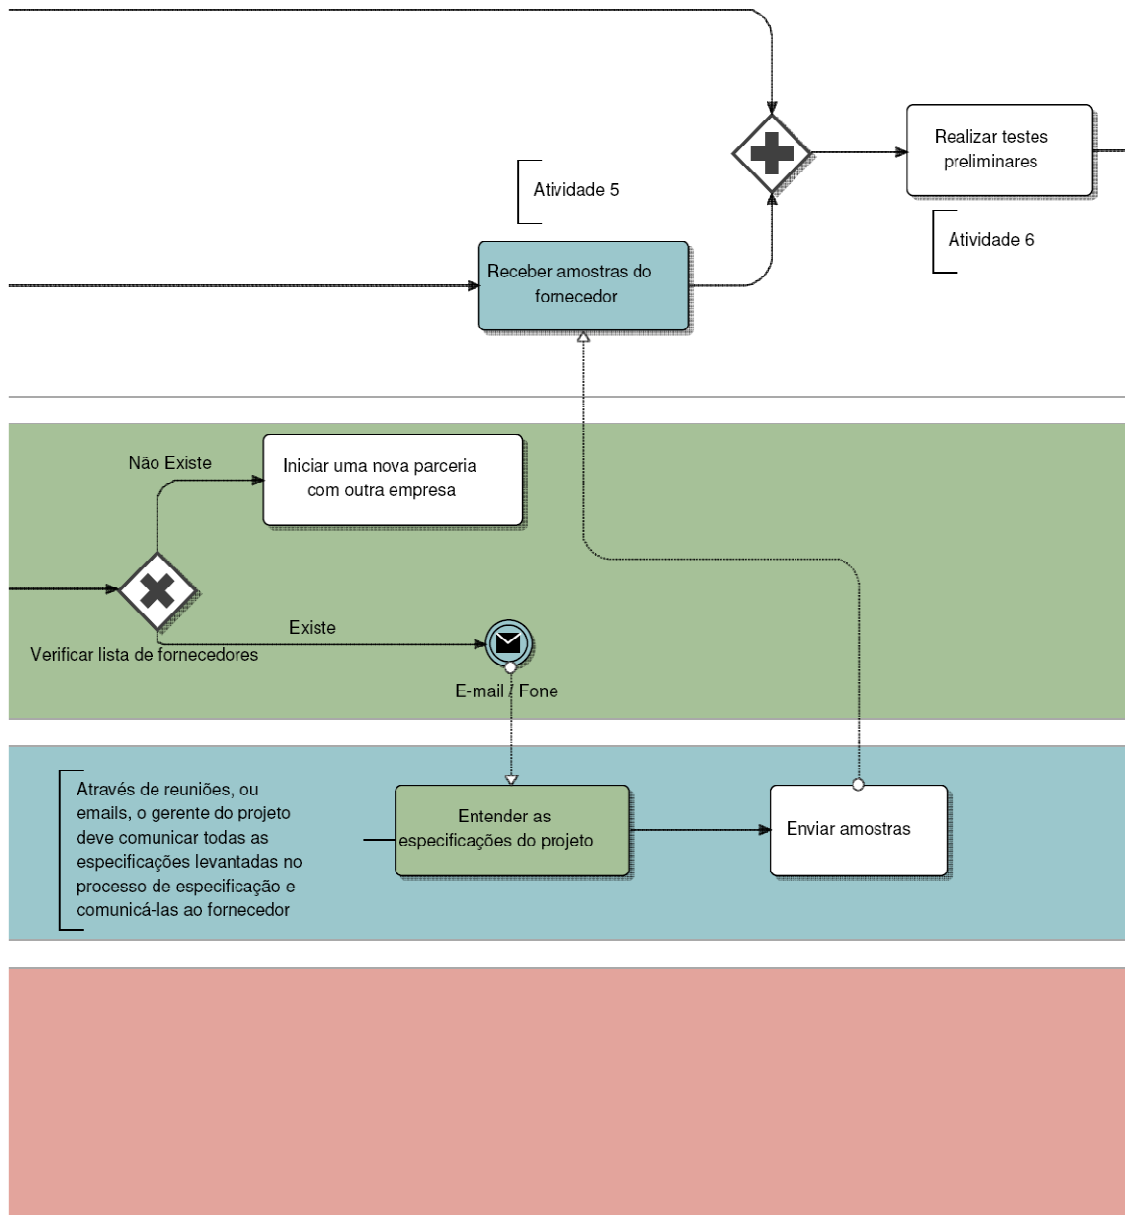 Realizar testes
preliminares
Atividade 5
Atividade 6
Receber amostras do
fornecedor
Não Existe
Iniciar uma nova parceria
com outra empresa
Existe
Verificar lista de fornecedores
E-mail / Fone
Através de reuniões, ou
emails, o gerente do projeto
deve comunicar todas as
especificações levantadas no
processo de especificação e
comunicá-las ao fornecedor
Entender as
especificações do projeto
Enviar amostras